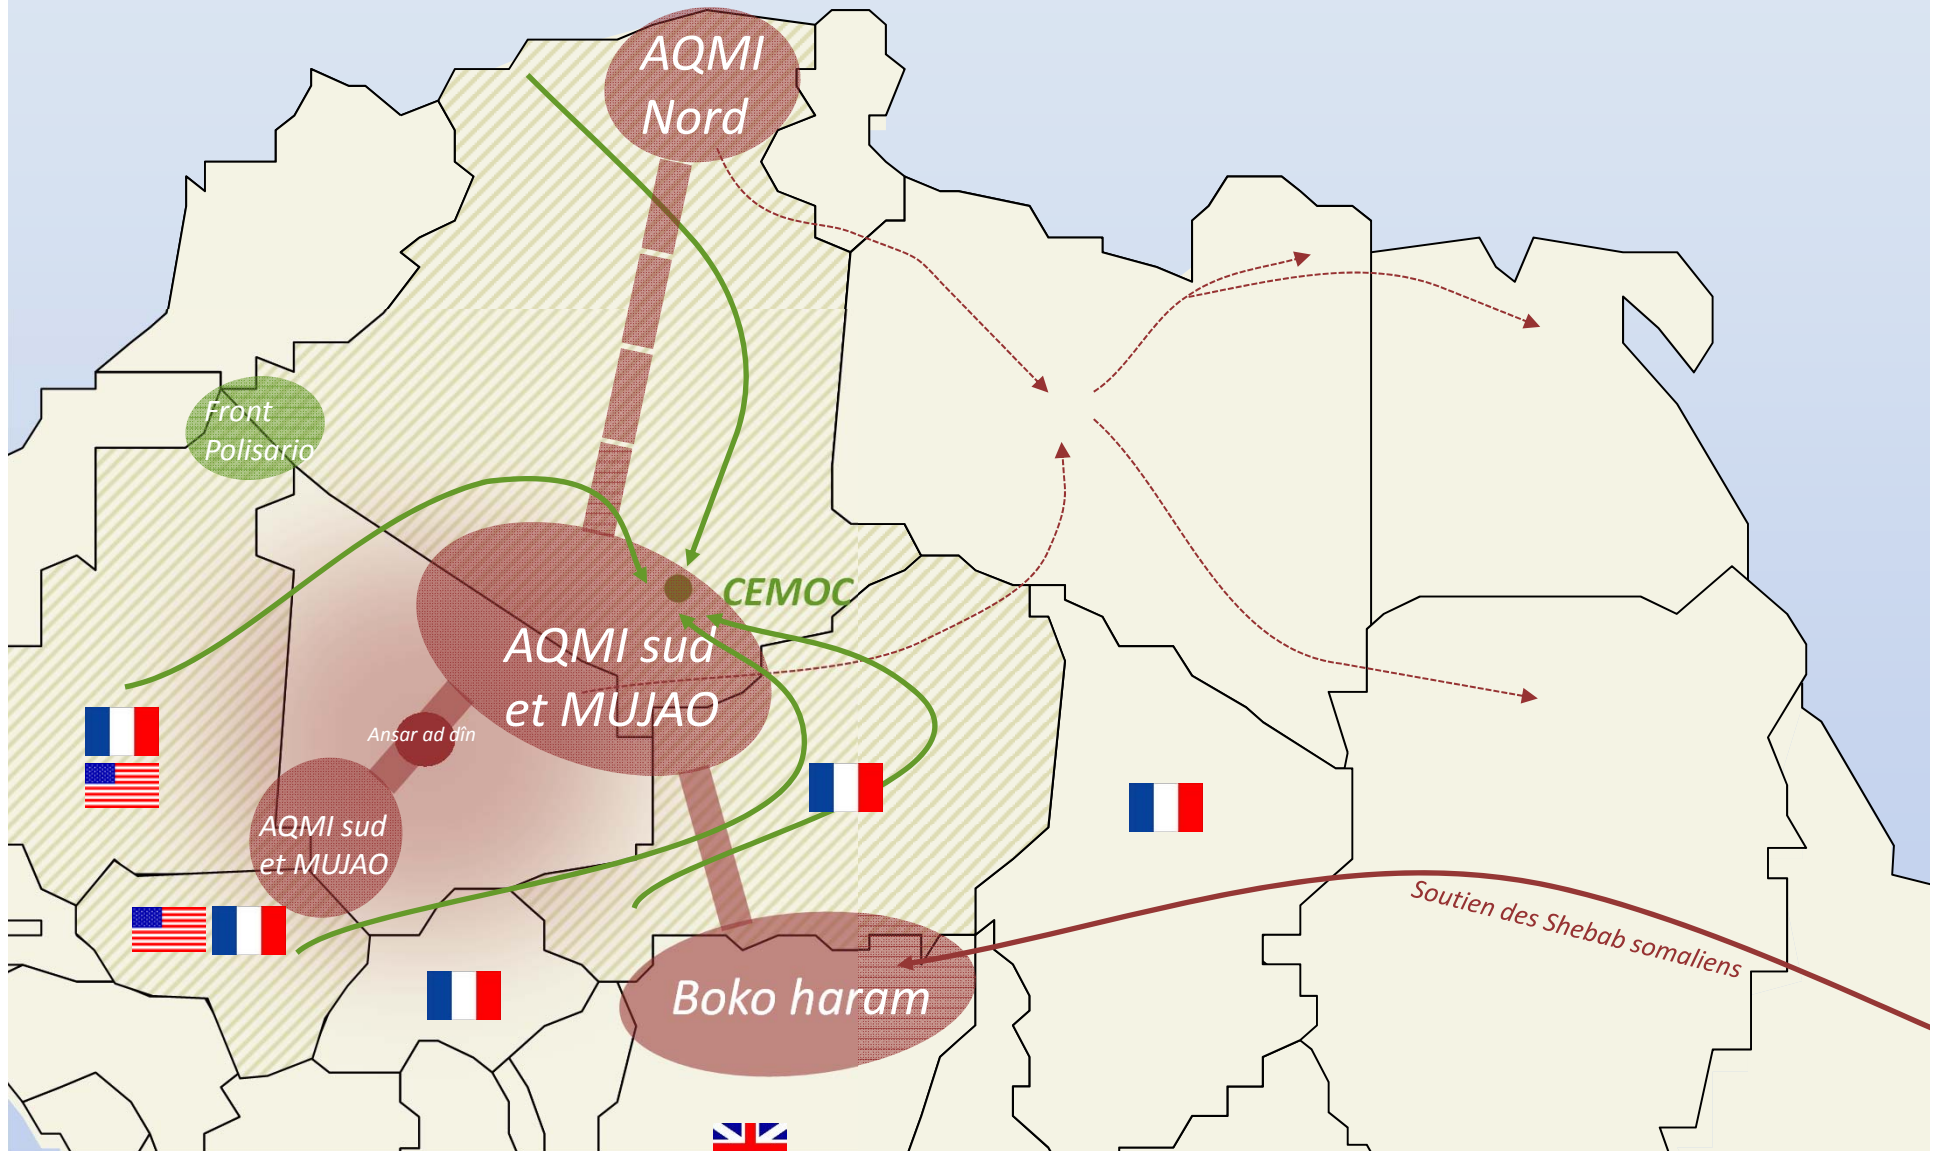 AQMI
Nord
Front
Polisario
CEMOC
AQMI sud
et MUJAO
Ansar ad dîn
AQMI sud
et MUJAO
Soutien des Shebab somaliens
Boko haram